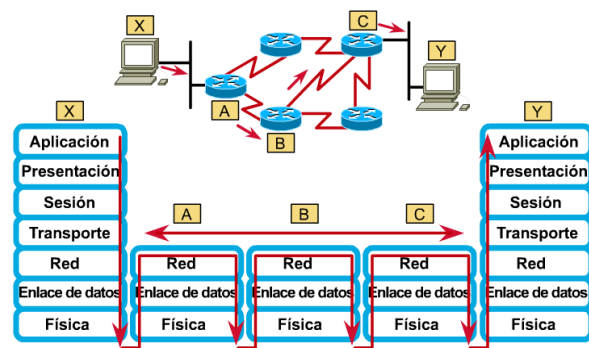 X
C
Y
A
B
X
Y
Aplicación
Aplicación
Presentación
Presentación
Sesión
Sesión
A
B
C
Transporte
Transporte
Red
Red
Red
Red
Red
Enlace de datos
Enlace de datos
Enlace de datos
Enlace de datos
Enlace de datos
Física
Física
Física
Física
Física